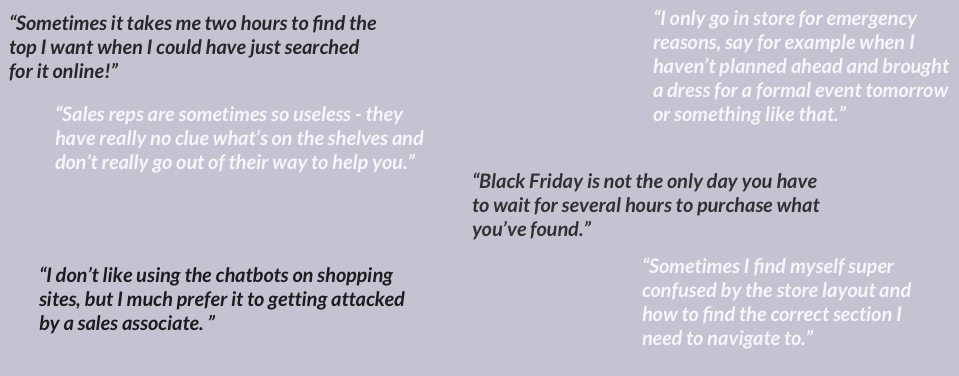 “Sometimes it takes me two hours to find the
top I want when I could have just searched
for it online!”
“I only go in store for emergency
reasons, say for example when I
haven’t planned ahead and brought
a dress for a formal event tomorrow
or something like that.”
“Sales reps are sometimes so useless - they
have really no clue what’s on the shelves and
don’t really go out of their way to help you.”
“Black Friday is not the only day you have
to wait for several hours to purchase what
you’ve found.”
“I don’t like using the chatbots on shopping
sites, but I much prefer it to getting attacked
by a sales associate. ”
“Sometimes I find myself super
confused by the store layout and
how to find the correct section I
need to navigate to.”